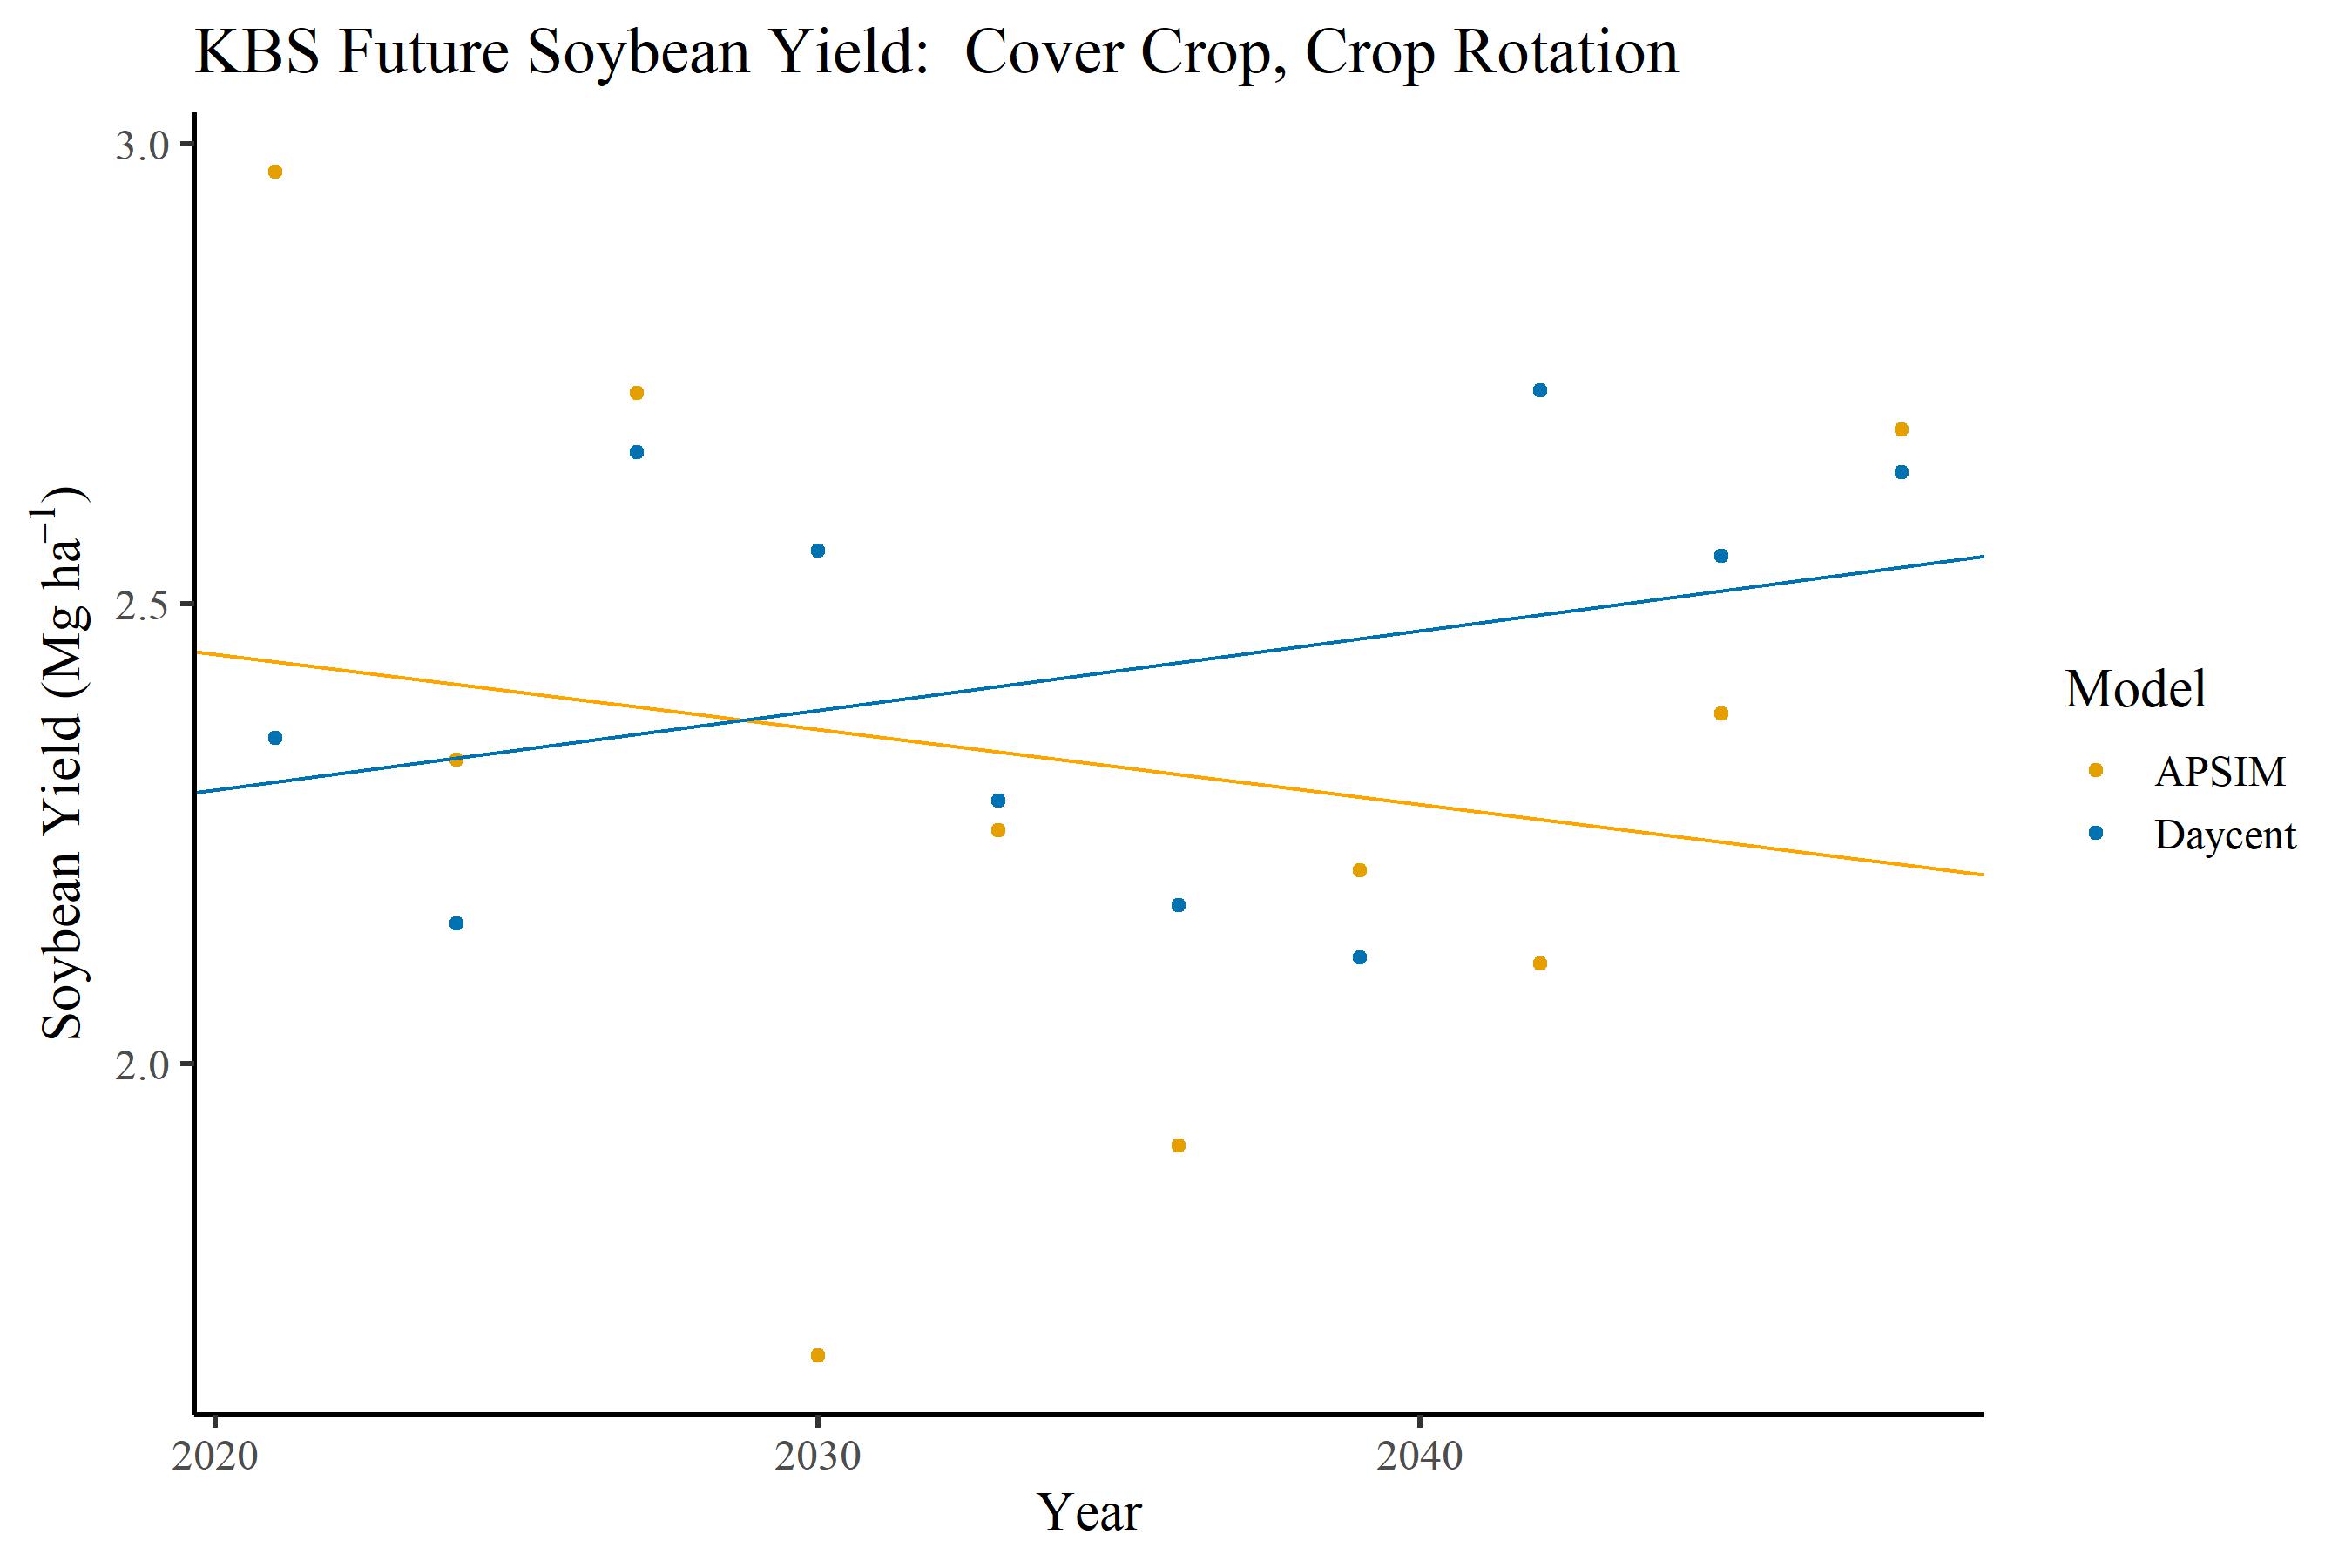 KBS Future Soybean Yield:  Cover Crop, Crop Rotation
3.0
2.5
2.0
Soybean Yield (Mg ha⁻¹)
2020
2030
2040
Year
Model
APSIM
Daycent